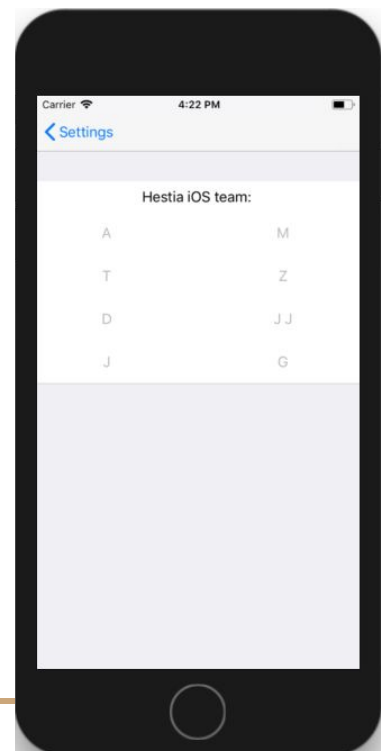 Carrier 4:22 PM
Settings
Hestia iOS team:
A M
T Z
D J J
J G